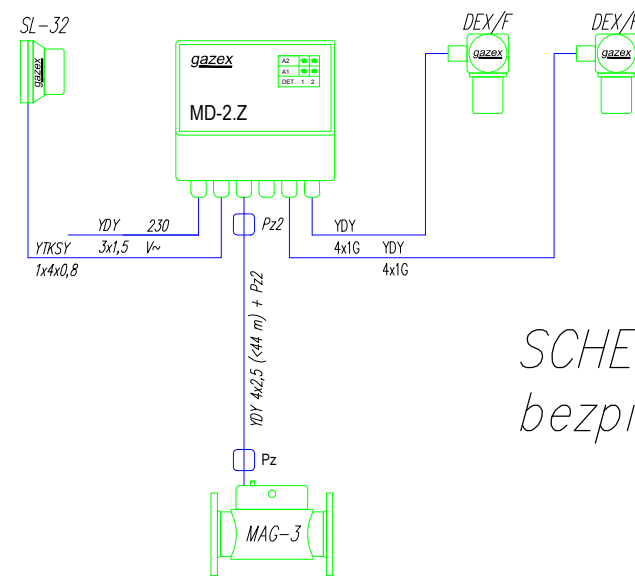 SL-32
gazex
gazex
A2
A1
DET. 1 2
MD-2.Z
DEX/F
gazex
DEX/F
gazex
YDY 230
3x1,5 V~
YTKSY
1x4x0,8
Pz2
YDY
4x1G
YDY
4x1G
YDY 4x2,5 (<44 m) + Pz2
Pz
MAG-3
SCHE
bezpi